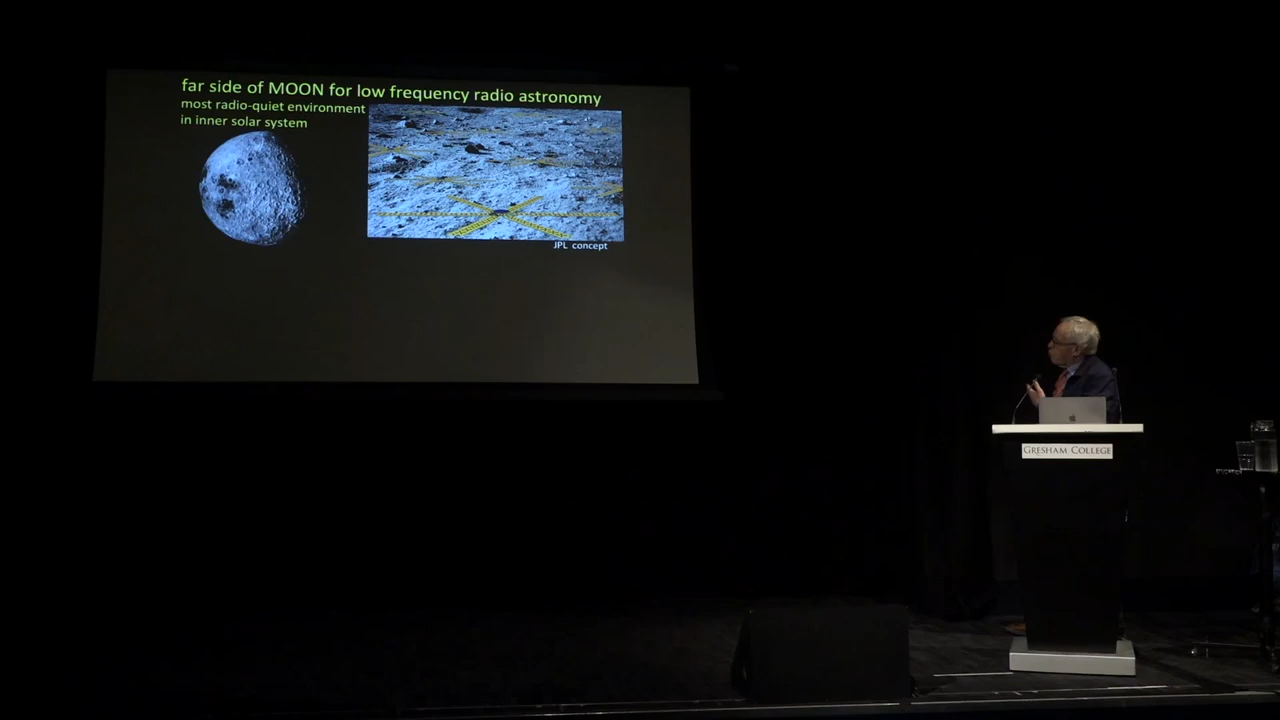 far side of MOON for low frequency radio astronomy
most radio-quiet environment
in inner solar system
JPL concept
GRESHAM COLLEGE